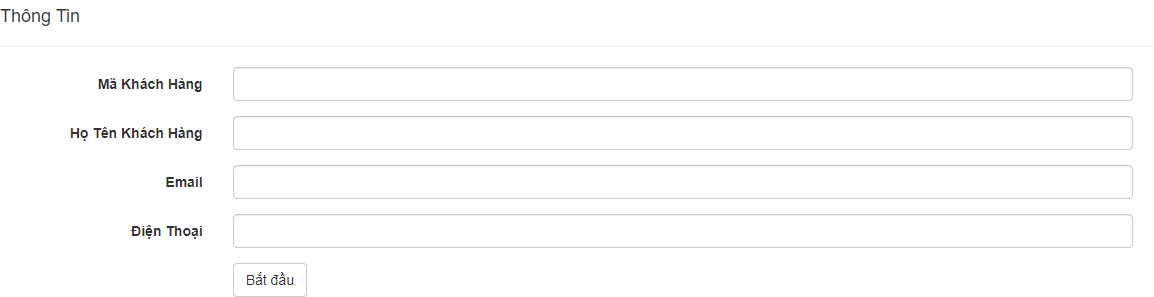 Thông Tin
Mã Khách Hàng
Họ Tên Khách Hàng
Email
Điện Thoại
Bắt đầu